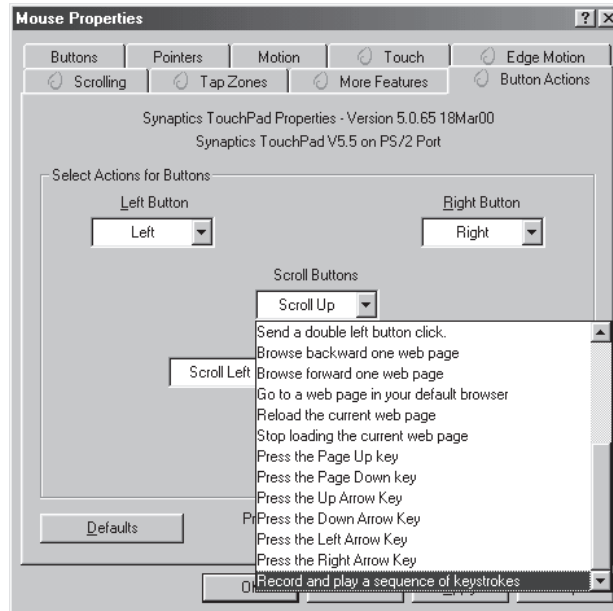 Mouse Properties
Buttons Pointers Motion Touch Edge Motion
Scrolling Tap Zones More Features Button Actions
Synaptics TouchPad Properties - Version 5.0.65 18Mar00
Synaptics TouchPad V5.5 on PS/2 Port
Select Actions for Buttons
Left Button Right Button
Left Right
Scroll Buttons
Scroll Up
Send a double left button click.
Browse backward one web page
Scroll Left Browse forward one web page
Go to a web page in your default browser
Reload the current web page
Stop loading the current web page
Press the Page Up key
Press the Page Down key
Press the Up Arrow Key
Defaults Press the Down Arrow Key
Press the Left Arrow Key
Press the Right Arrow Key
Record and play a sequence of keystrokes